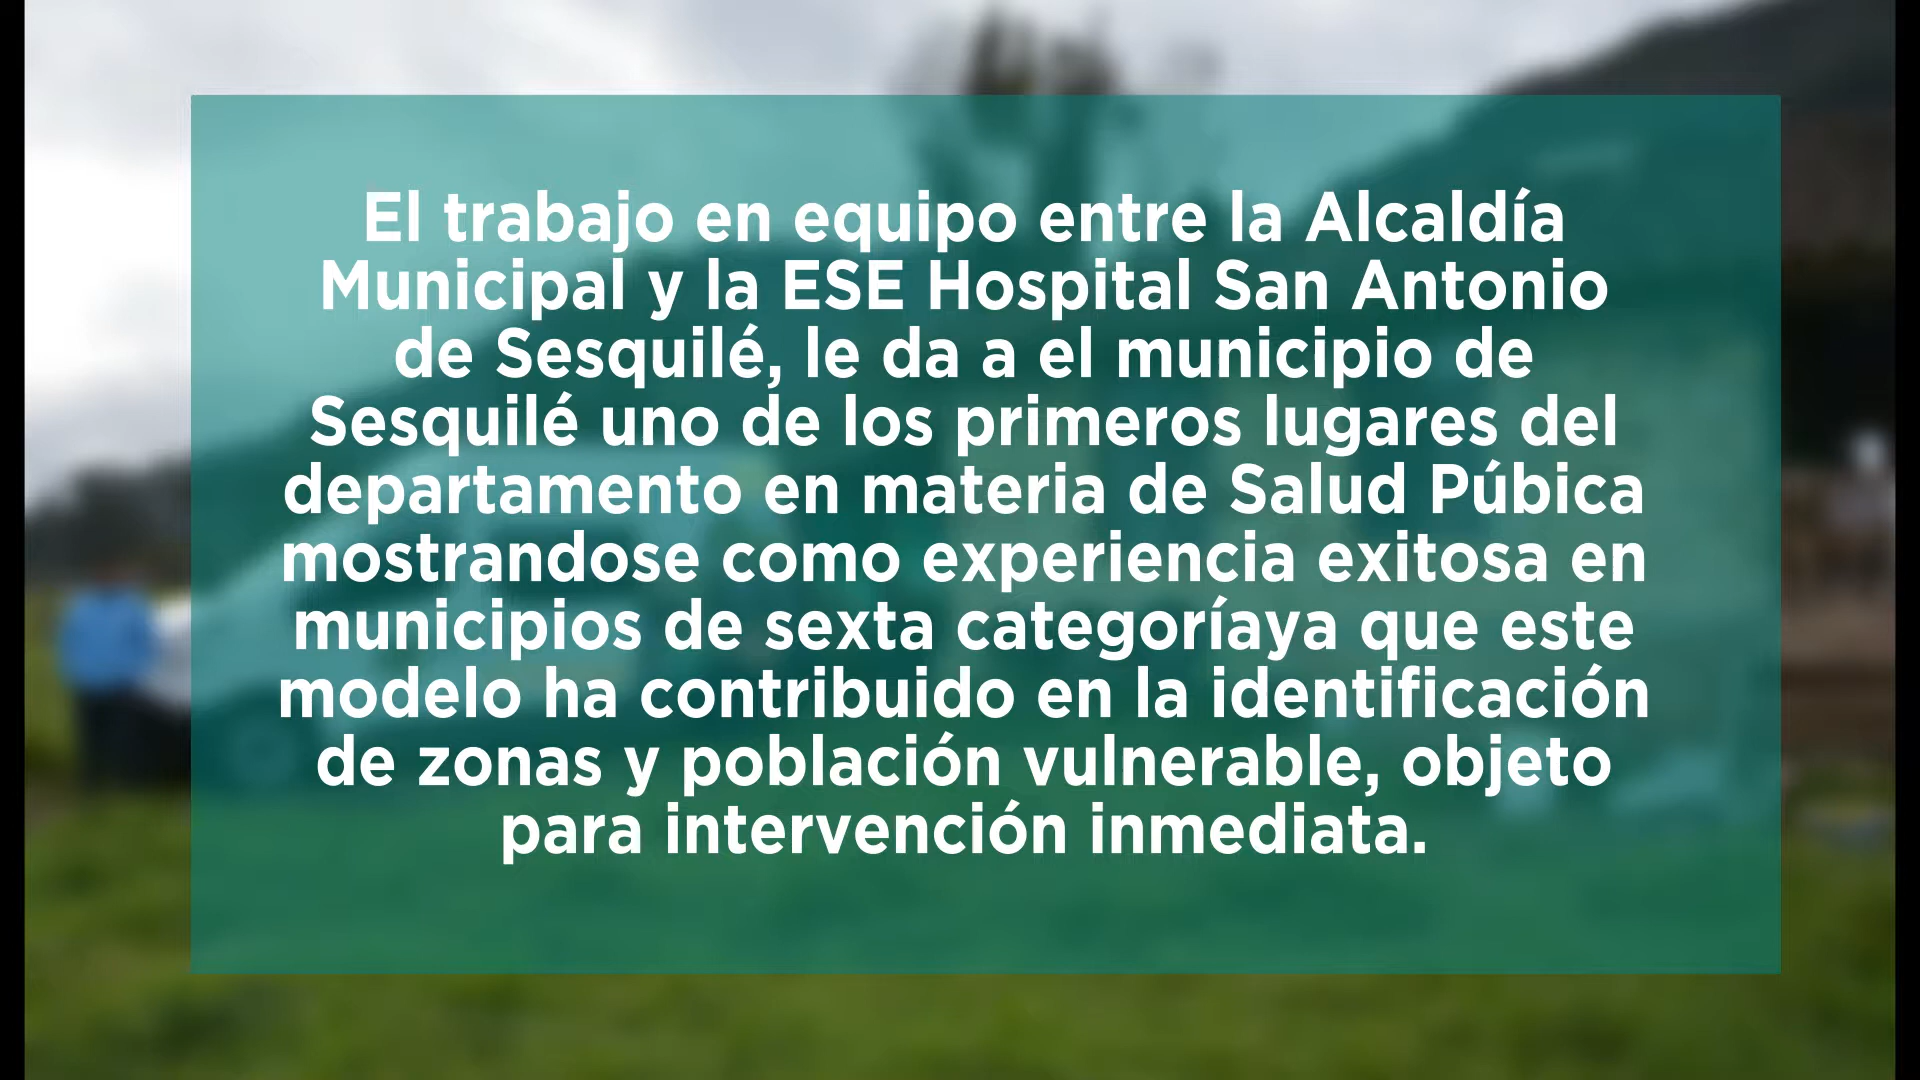 El trabajo en equipo entre la Alcaldía
Municipal y la ESE Hospital San Antonio
de Sesquilé, le da a el municipio de
Sesquilé uno de los primeros lugares del
departamento en materia de Salud Púbica
mostrandose como experiencia exitosa en
municipios de sexta categoríaya que este
modelo ha contribuido en la identificación
de zonas y población vulnerable, objeto
para intervención inmediata.